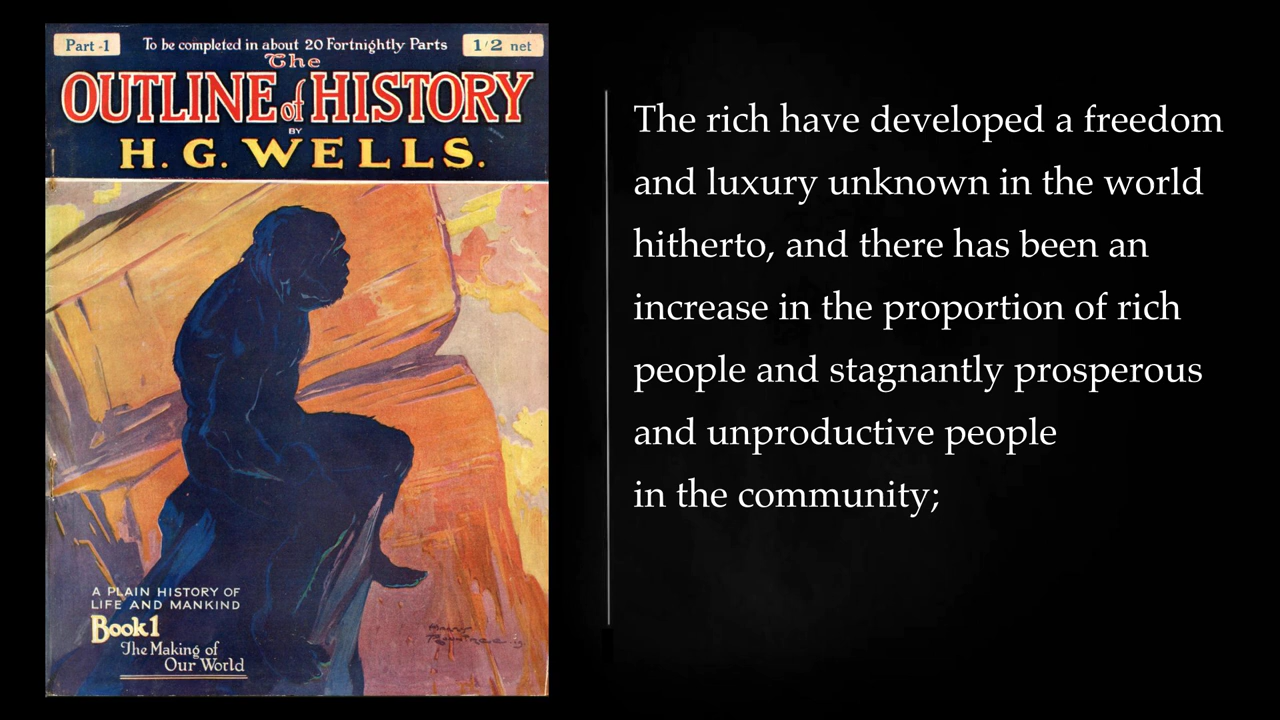 Part -1
To be completed in about 20 Fortnightly Parts
1/2 net
The
OUTLINE of HISTORY
BY
H. G. WELLS.
A PLAIN HISTORY OF
LIFE AND MANKIND
Book 1
The Making of
Our World
The rich have developed a freedom
and luxury unknown in the world
hitherto, and there has been an
increase in the proportion of rich
people and stagnantly prosperous
and unproductive people
in the community;